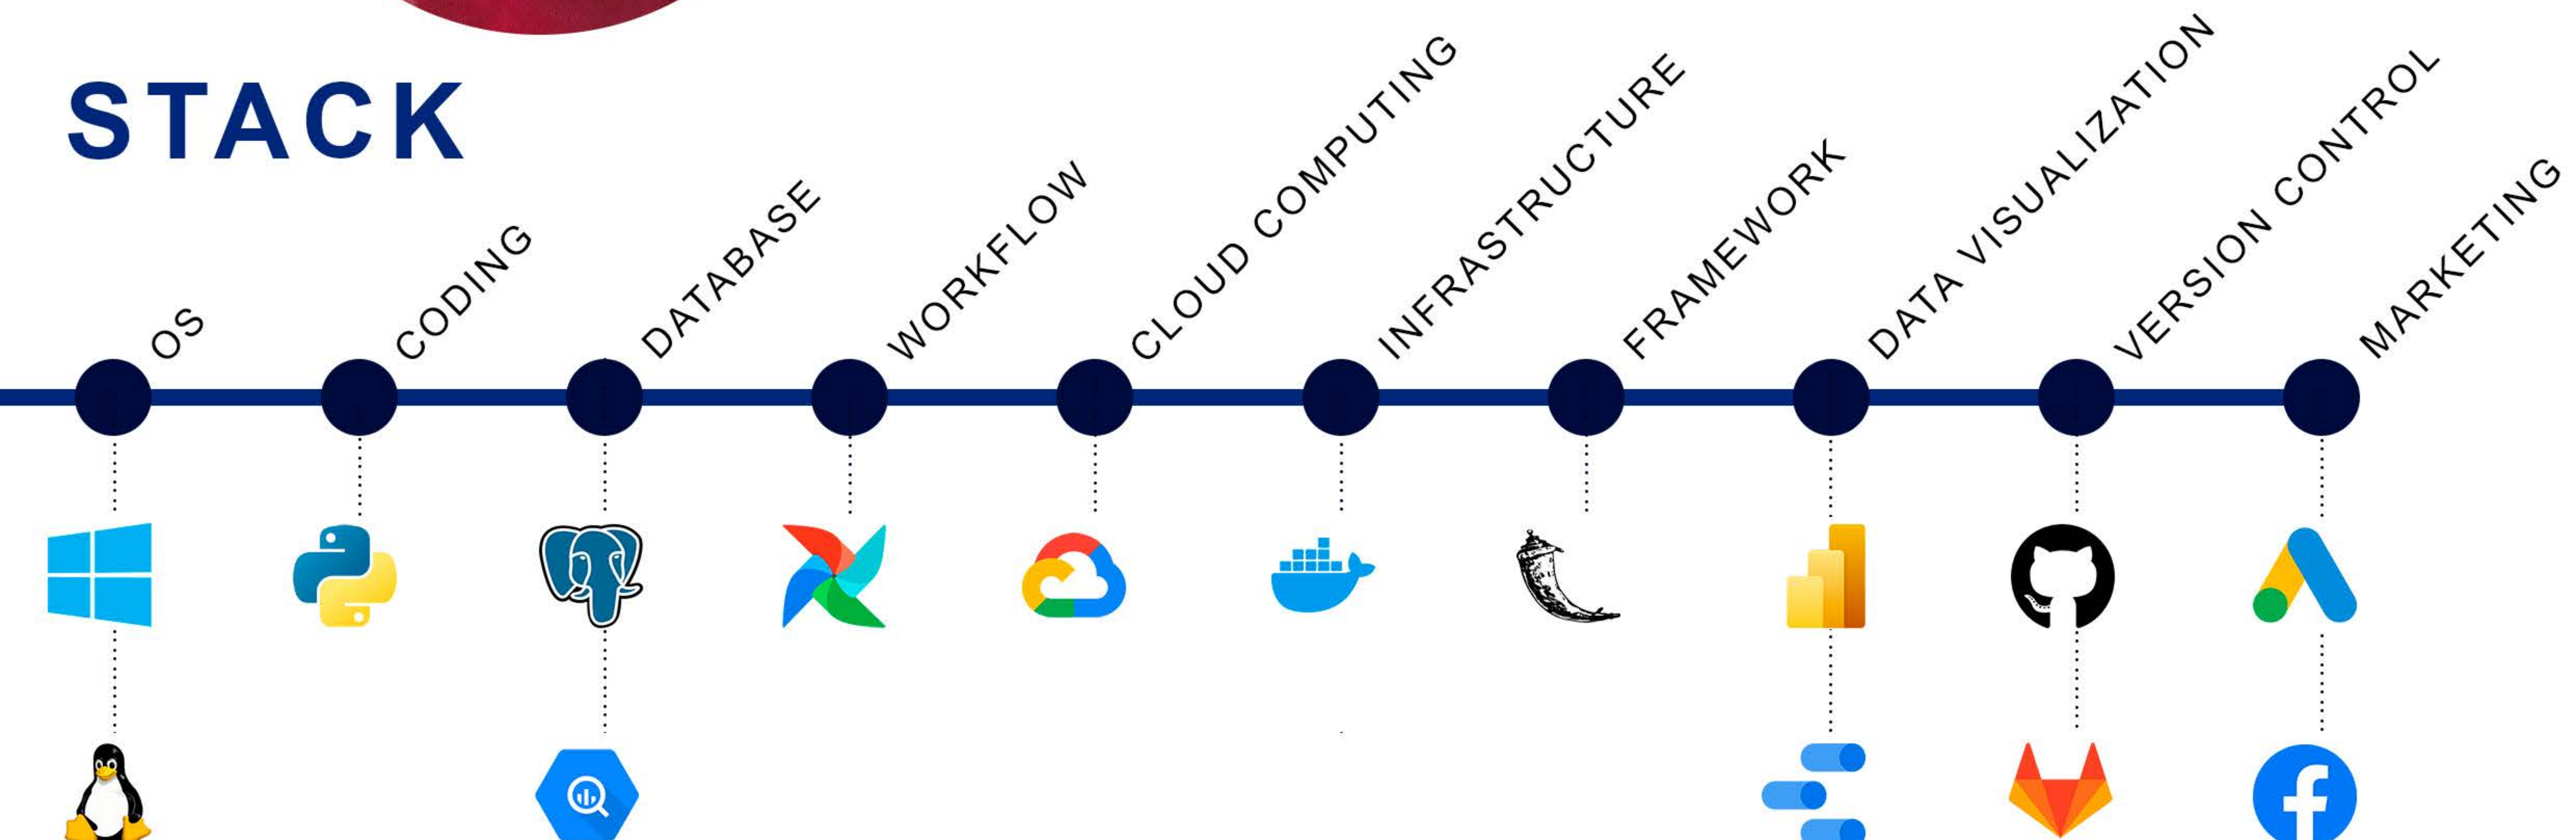 STACK
OS
CODING
DATABASE
WORKFLOW
CLOUD COMPUTING
INFRASTRUCTURE
FRAMEWORK
DATA VISUALIZATION
VERSION CONTROL
MARKETING